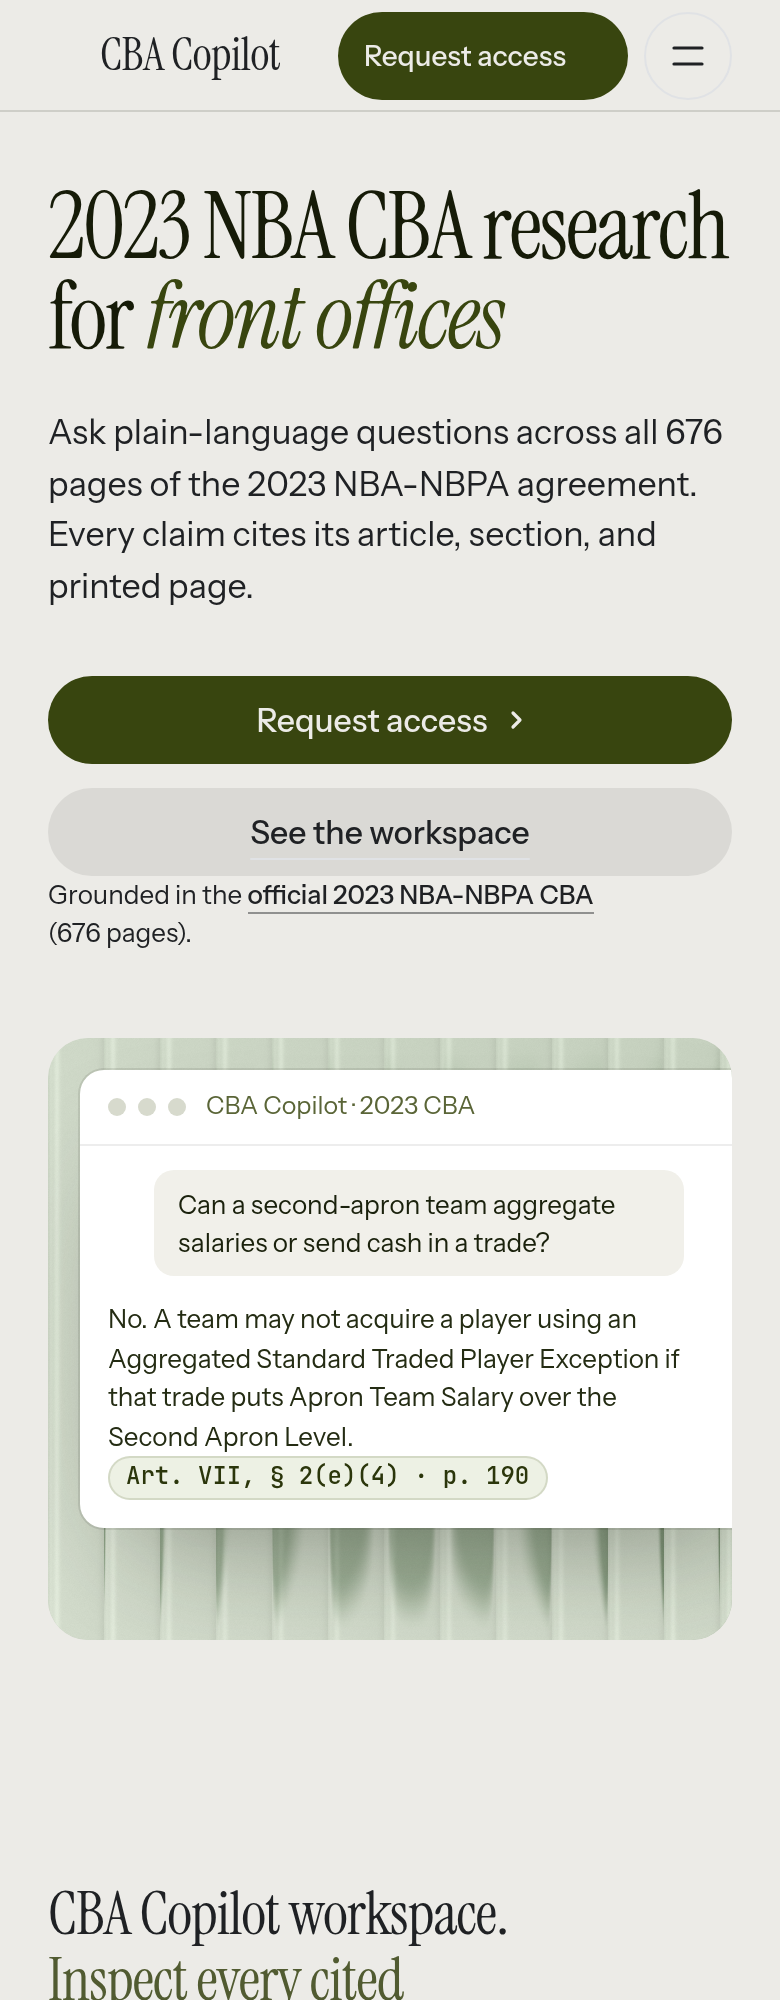 CBA Copilot
Request access
2023 NBA CBA research
for front offices
Ask plain-language questions across all 676
pages of the 2023 NBA-NBPA agreement.
Every claim cites its article, section, and
printed page.
Request access
See the workspace
Grounded in the official 2023 NBA-NBPA CBA
(676 pages).
CBA Copilot · 2023 CBA
Can a second-apron team aggregate
salaries or send cash in a trade?
No. A team may not acquire a player using an
Aggregated Standard Traded Player Exception if
that trade puts Apron Team Salary over the
Second Apron Level.
Art. VII, § 2(e)(4) · p. 190
CBA Copilot workspace.
Inspect every cited